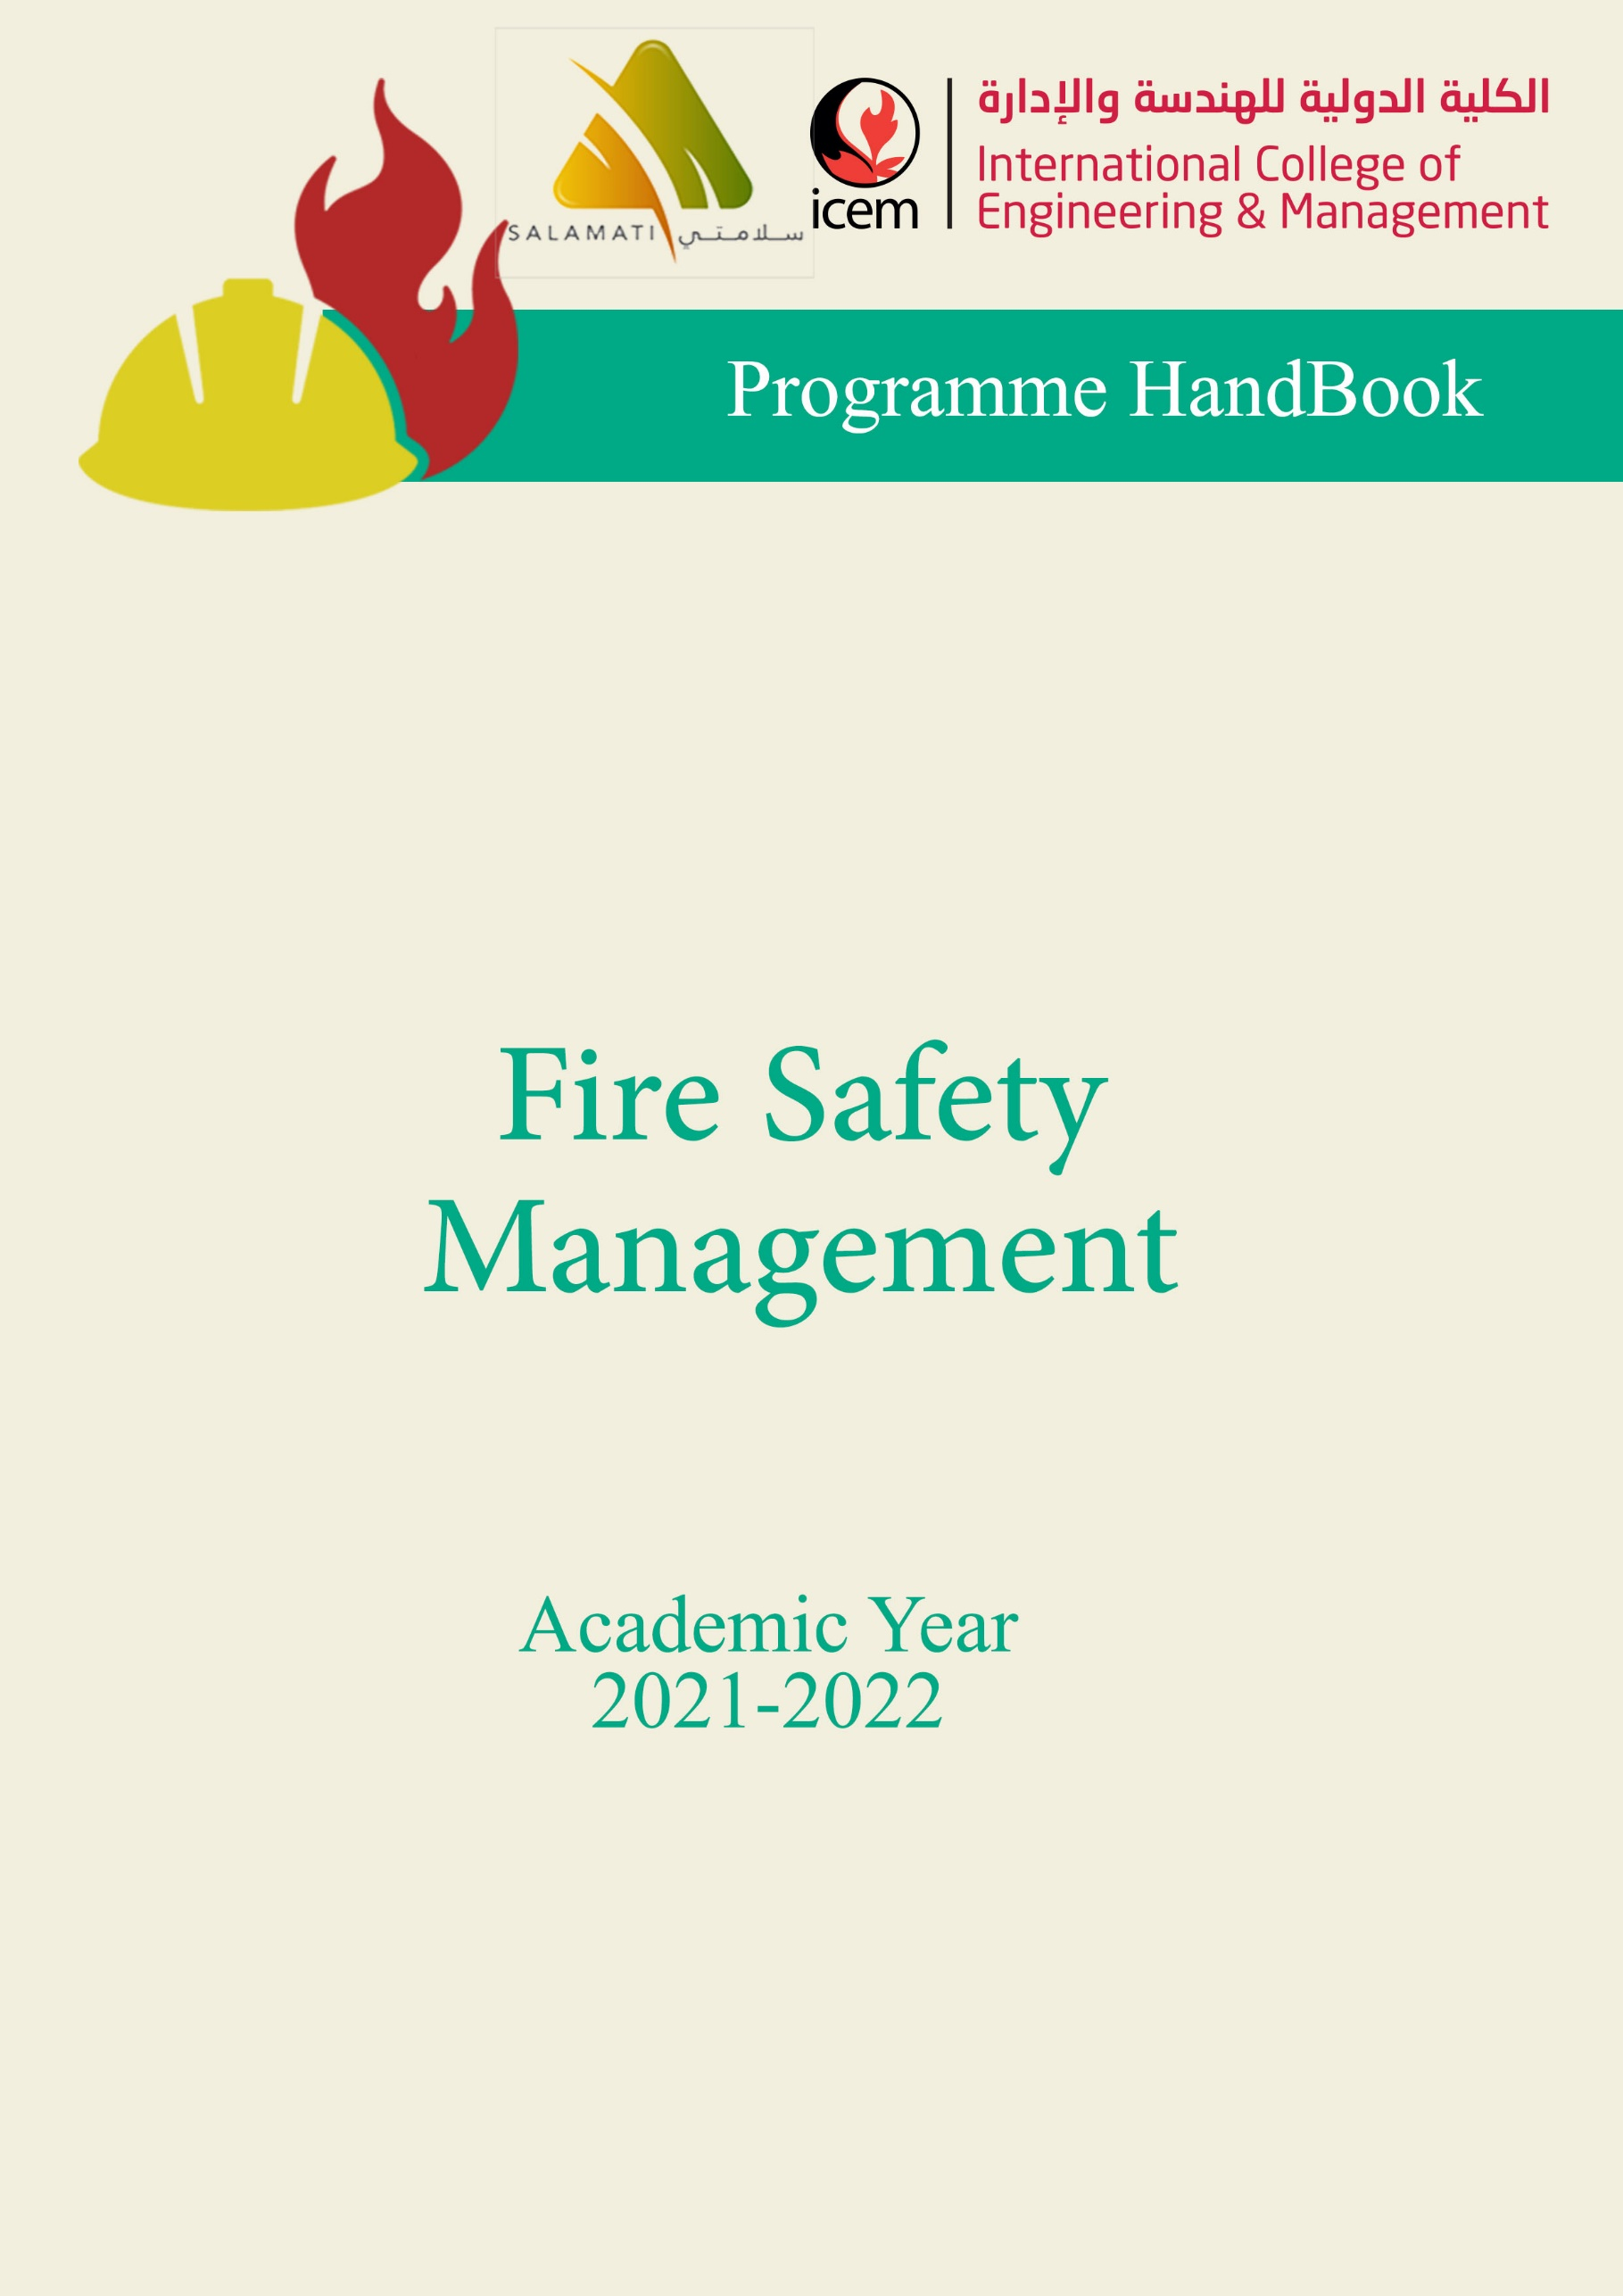 SALAMATI سلامتي
icem
الكلية الدولية للهندسة والإدارة
International College of
Engineering & Management
Programme HandBook
Fire Safety
Management
Academic Year
2021-2022